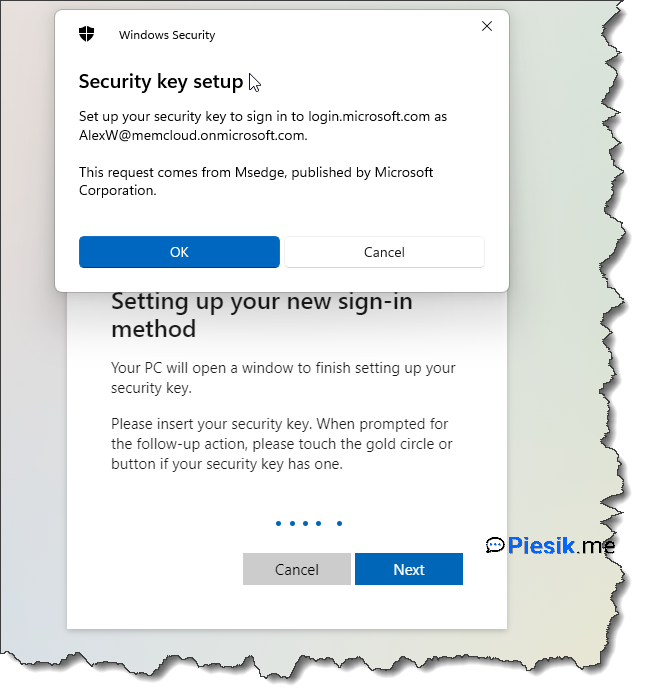 Windows Security
Security key setup
Set up your security key to sign in to login.microsoft.com as
AlexW@memcloud.onmicrosoft.com.
This request comes from Msedge, published by Microsoft
Corporation.
OK Cancel
Setting up your new sign-in
method
Your PC will open a window to finish setting up your
security key.
Please insert your security key. When prompted for
the follow-up action, please touch the gold circle or
button if your security key has one.
Piesik.me
Cancel Next